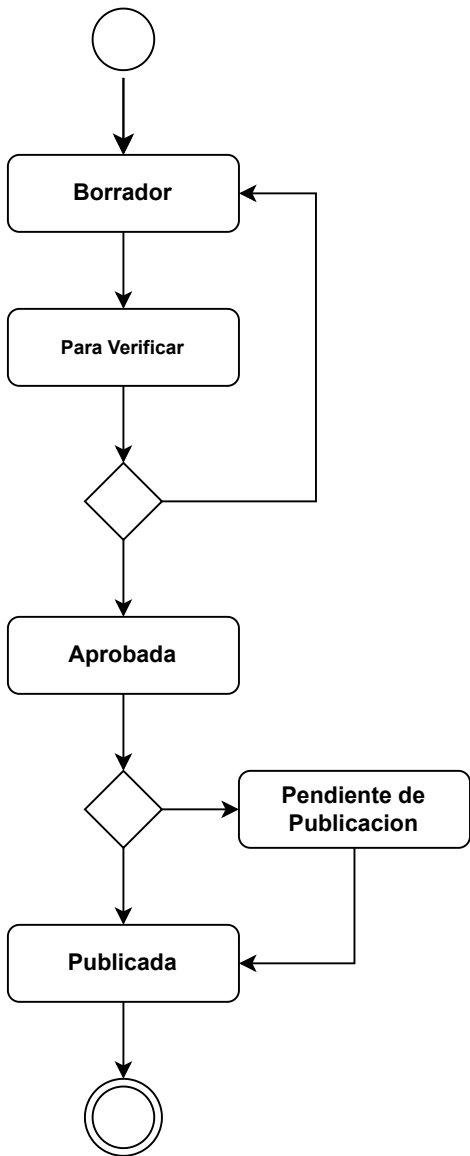 Borrador
Para Verificar
Aprobada
Pendiente de
Publicacion
Publicada